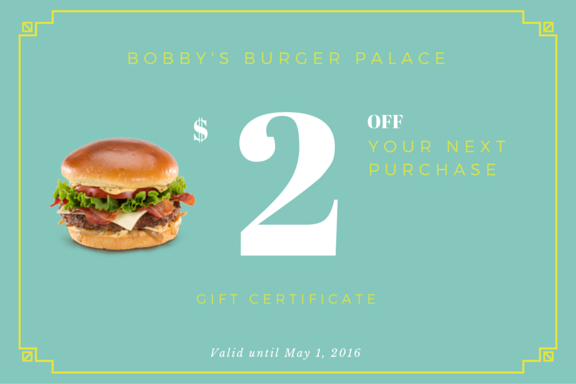 BOBBY'S BURGER PALACE
$2 OFF
YOUR NEXT
PURCHASE
GIFT CERTIFICATE
Valid until May 1, 2016